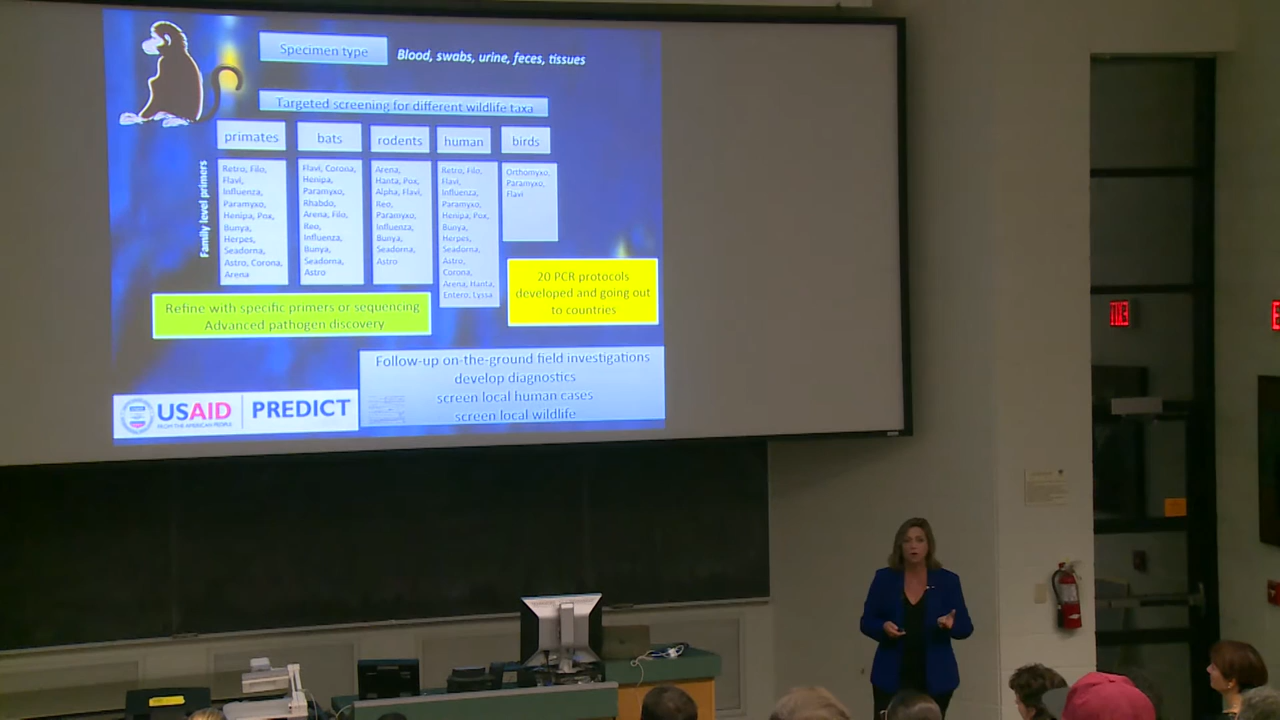 Specimen type
Blood, swabs, urine, feces, tissues
Targeted screening for different wildlife taxa
primates
bats
rodents
human
birds
Family level primers
Retro, Filo,
Flavi,
Influenza,
Paramyxo,
Henipa, Pox,
Bunya,
Herpes,
Seadorna,
Astro, Corona,
Arena
Flavi, Corona,
Henipa,
Paramyxo,
Rhabdo,
Arena, Filo,
Reo,
Influenza,
Bunya,
Seadorna,
Astro
Arena,
Hanta, Pox,
Alpha, Flavi,
Reo,
Paramyxo,
Influenza,
Bunya,
Seadorna,
Astro
Retro, Filo,
Flavi,
Influenza,
Paramyxo,
Henipa, Pox,
Bunya,
Herpes,
Seadorna,
Astro,
Corona,
Arena, Hanta,
Entero, Lyssa
Orthomyxo,
Paramyxo,
Flavi
20 PCR protocols
developed and going out
to countries
Refine with specific primers or sequencing
Advanced pathogen discovery
Follow-up on-the-ground field investigations
develop diagnostics
screen local human cases
screen local wildlife
USAID
FROM THE AMERICAN PEOPLE
PREDICT